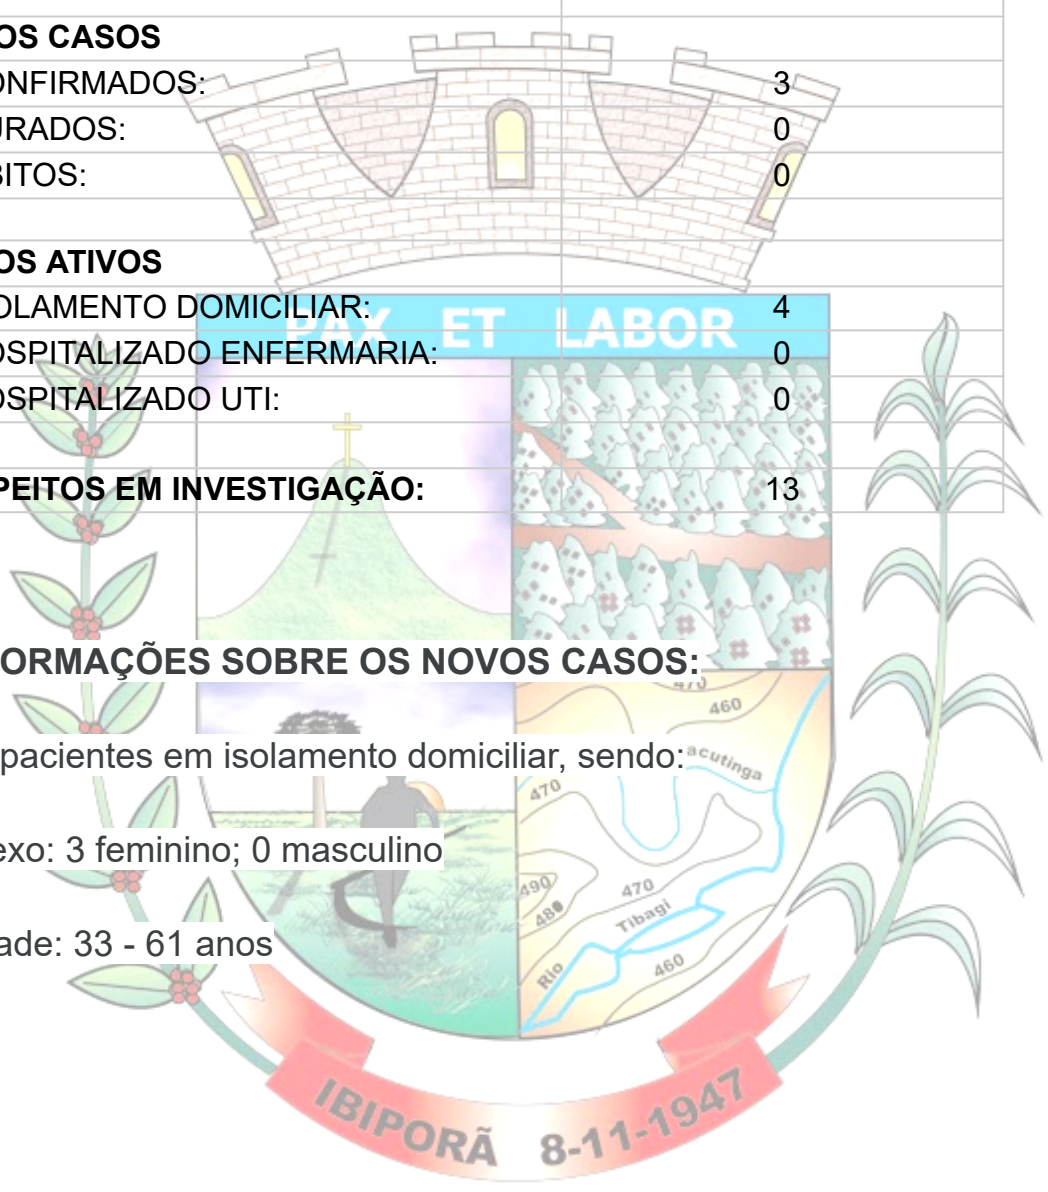 OS CASOS
ONFIRMADOS: 3
URADOS: 0
BITOS: 0
OS ATIVOS
OLAMENTO DOMICILIAR: 4
PAX ET LABOR
OSPITALIZADO ENFERMARIA: 0
OSPITALIZADO UTI: 0
PEITOS EM INVESTIGAÇÃO: 13
ORMAÇÕES SOBRE OS NOVOS CASOS:
470
460
pacientes em isolamento domiciliar, sendo:
acutinga
470
exo: 3 feminino; 0 masculino
490
470
480
Tibagi
ade: 33 - 61 anos
Rio
460
IBIPORÃ 8-11-1947